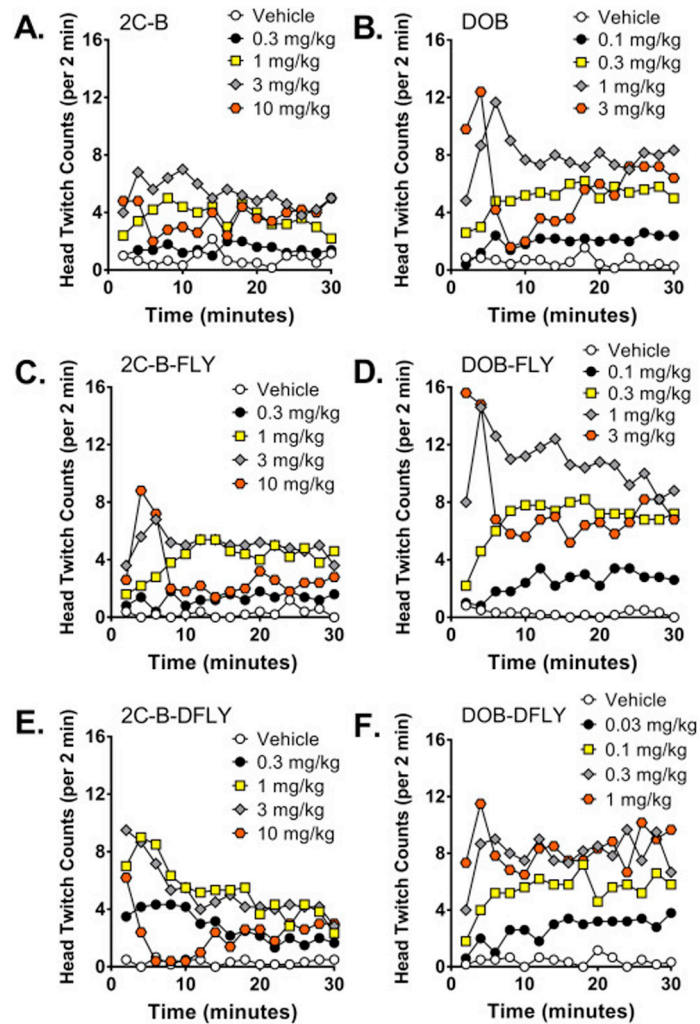 A.
2C-B
Vehicle
0.3 mg/kg
1 mg/kg
3 mg/kg
10 mg/kg
Head Twitch Counts (per 2 min)
16
12
8
4
0
0
10
20
30
Time (minutes)
B.
DOB
Vehicle
0.1 mg/kg
0.3 mg/kg
1 mg/kg
3 mg/kg
Head Twitch Counts (per 2 min)
16
12
8
4
0
0
10
20
30
Time (minutes)
C.
2C-B-FLY
Vehicle
0.3 mg/kg
1 mg/kg
3 mg/kg
10 mg/kg
Head Twitch Counts (per 2 min)
16
12
8
4
0
0
10
20
30
Time (minutes)
D.
DOB-FLY
Vehicle
0.1 mg/kg
0.3 mg/kg
1 mg/kg
3 mg/kg
Head Twitch Counts (per 2 min)
16
12
8
4
0
0
10
20
30
Time (minutes)
E.
2C-B-DFLY
Vehicle
0.3 mg/kg
1 mg/kg
3 mg/kg
10 mg/kg
Head Twitch Counts (per 2 min)
16
12
8
4
0
0
10
20
30
Time (minutes)
F.
DOB-DFLY
Vehicle
0.03 mg/kg
0.1 mg/kg
0.3 mg/kg
1 mg/kg
Head Twitch Counts (per 2 min)
16
12
8
4
0
0
10
20
30
Time (minutes)